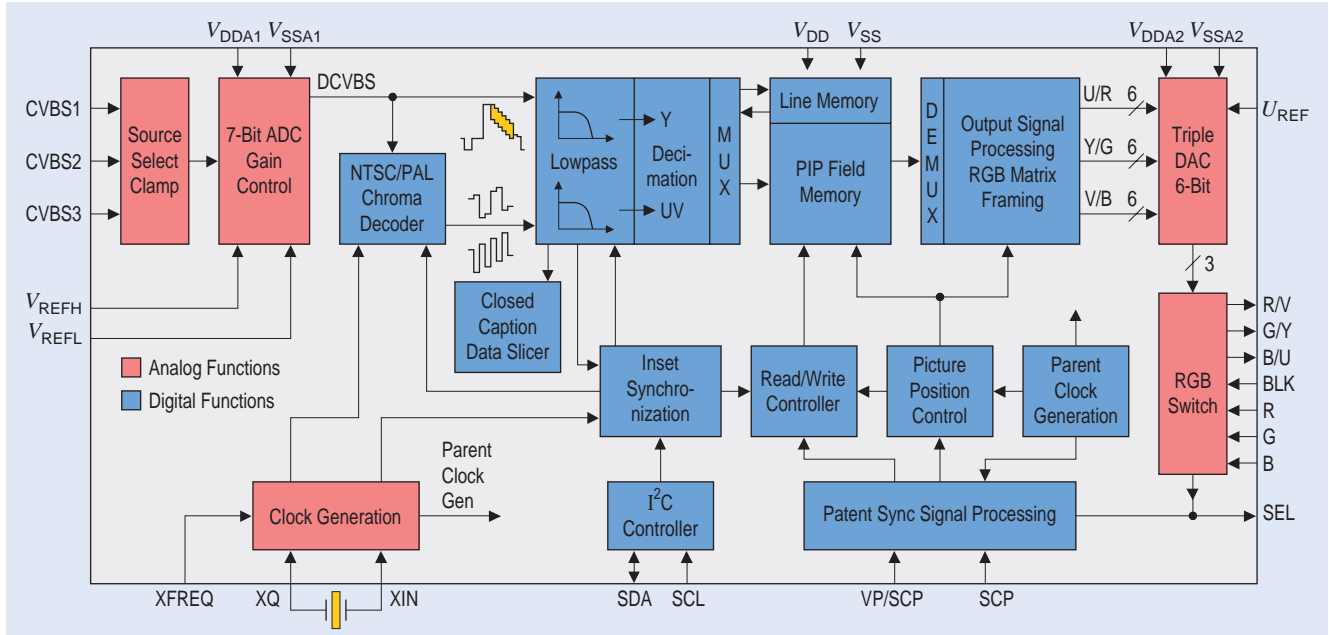 VDDA1 VSSA1
VDD VSS
VDDA2 VSSA2
CVBS1
CVBS2
CVBS3
Source
Select
Clamp
7-Bit ADC
Gain
Control
DCVBS
NTSC/PAL
Chroma
Decoder
Lowpass
Y
Deci-
mation
UV
MUX
Line Memory
PIP Field
Memory
DEMUX
Output Signal
Processing
RGB Matrix
Framing
U/R 6
Y/G 6
V/B 6
Triple
DAC
6-Bit
UREF
3
VREFH
VREFL
Analog Functions
Digital Functions
Closed
Caption
Data Slicer
Inset
Synchro-
nization
Read/Write
Controller
Picture
Position
Control
Parent
Clock
Generation
RGB
Switch
R/V
G/Y
B/U
BLK
R
G
B
Clock Generation
Parent
Clock
Gen
I2C
Controller
Patent Sync Signal Processing
SEL
XFREQ
XQ
XIN
SDA
SCL
VP/SCP
SCP